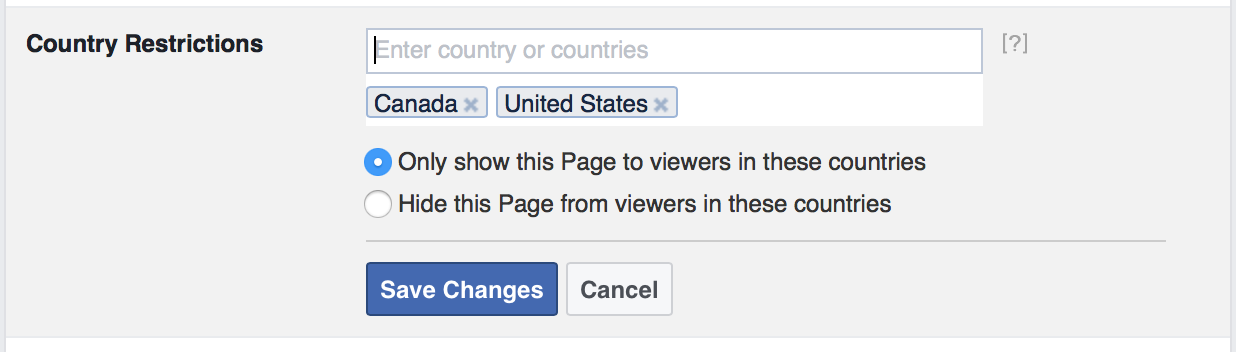 Country Restrictions
Enter country or countries
[?]
Canada ×
United States ×
Only show this Page to viewers in these countries
Hide this Page from viewers in these countries
Save Changes
Cancel